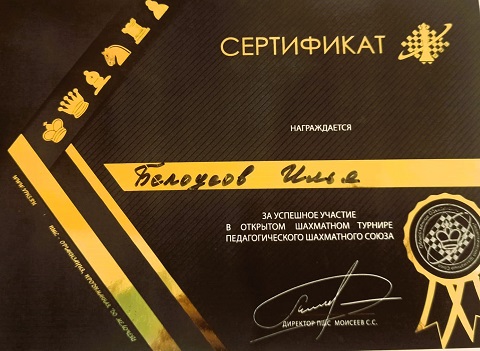 СЕРТИФИКАТ
НАГРАЖДАЕТСЯ
Белоусов Илья
ЗА УСПЕШНОЕ УЧАСТИЕ
В ОТКРЫТОМ ШАХМАТНОМ ТУРНИРЕ
ПЕДАГОГИЧЕСКОГО ШАХМАТНОГО СОЮЗА
ДИРЕКТОР ПШС МОИСЕЕВ С.С.